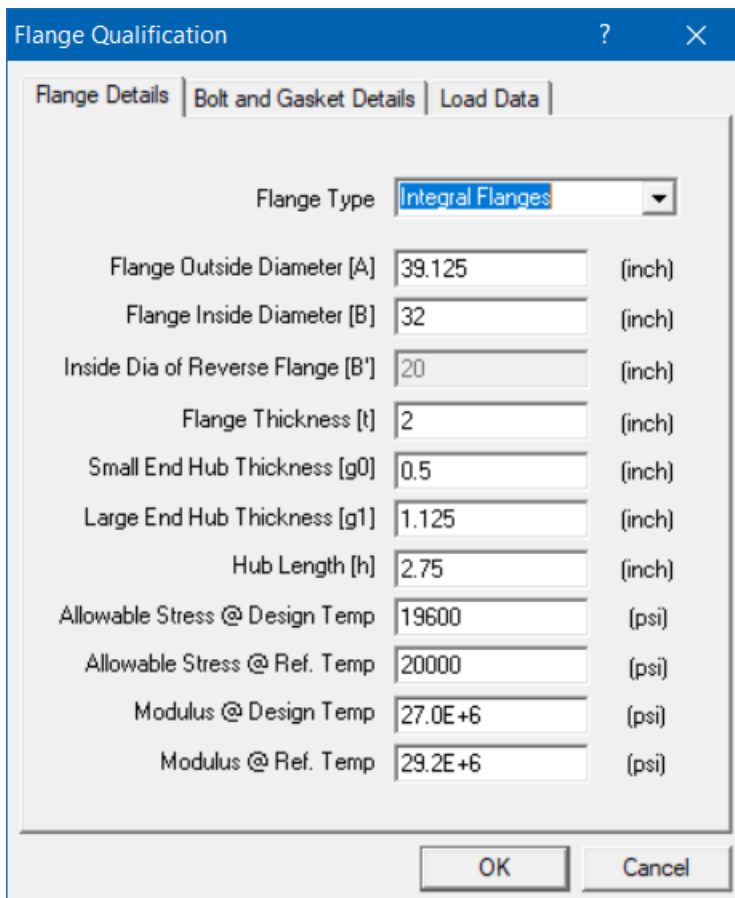 Flange Qualification ?
Flange Details Bolt and Gasket Details Load Data
Flange Type Integral Flanges
Flange Outside Diameter [A] 39.125 (inch)
Flange Inside Diameter [B] 32 (inch)
Inside Dia of Reverse Flange [B'] 20 (inch)
Flange Thickness [t] 2 (inch)
Small End Hub Thickness [g0] 0.5 (inch)
Large End Hub Thickness [g1] 1.125 (inch)
Hub Length [h] 2.75 (inch)
Allowable Stress @ Design Temp 19600 (psi)
Allowable Stress @ Ref. Temp 20000 (psi)
Modulus @ Design Temp 27.0E+6 (psi)
Modulus @ Ref. Temp 29.2E+6 (psi)
OK Cancel